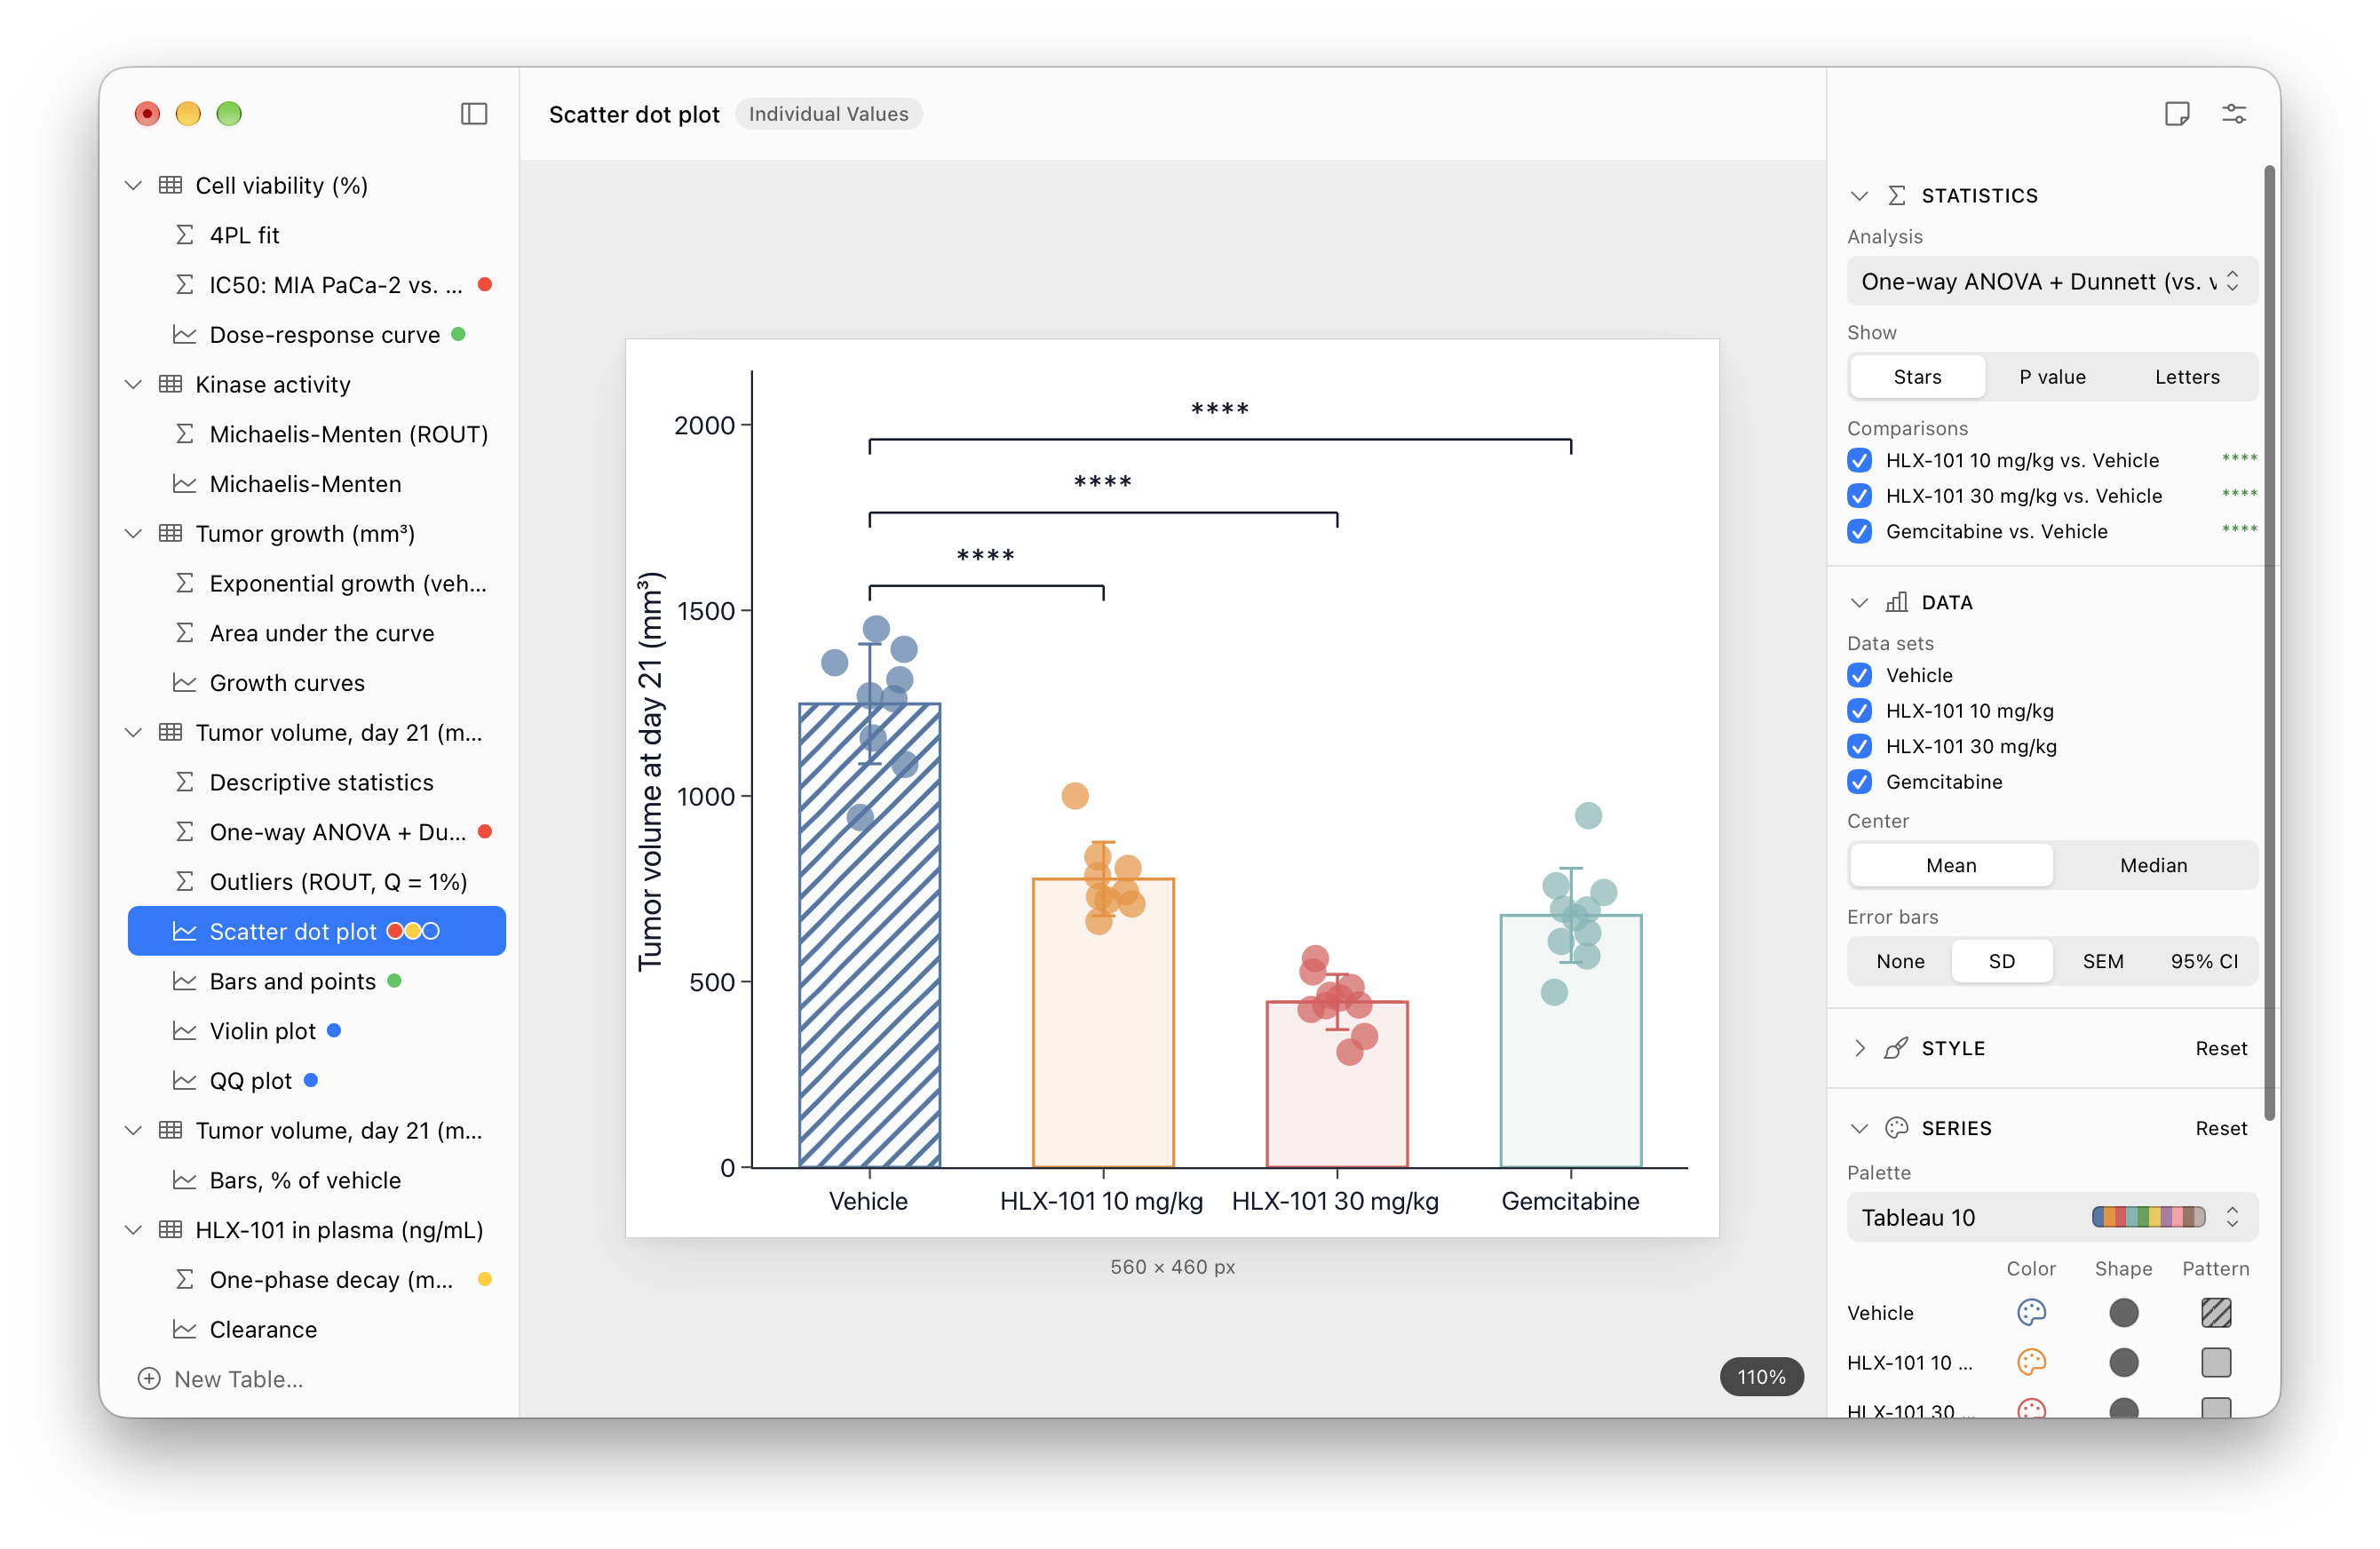 Scatter dot plot Individual Values
Cell viability (%)
4PL fit
IC50: MIA PaCa-2 vs. ...
Dose-response curve
Kinase activity
Michaelis-Menten (ROUT)
Michaelis-Menten
Tumor growth (mm³)
Exponential growth (veh...
Area under the curve
Growth curves
Tumor volume, day 21 (m...
Descriptive statistics
One-way ANOVA + Du...
Outliers (ROUT, Q = 1%)
Scatter dot plot
Bars and points
Violin plot
QQ plot
Tumor volume, day 21 (m...
Bars, % of vehicle
HLX-101 in plasma (ng/mL)
One-phase decay (m...
Clearance
New Table...
Tumor volume at day 21 (mm³)
2000
1500
1000
500
0
****
****
****
Vehicle HLX-101 10 mg/kg HLX-101 30 mg/kg Gemcitabine
560 × 460 px
110%
STATISTICS
Analysis
One-way ANOVA + Dunnett (vs. v
Show
Stars P value Letters
Comparisons
HLX-101 10 mg/kg vs. Vehicle ****
HLX-101 30 mg/kg vs. Vehicle ****
Gemcitabine vs. Vehicle ****
DATA
Data sets
Vehicle
HLX-101 10 mg/kg
HLX-101 30 mg/kg
Gemcitabine
Center
Mean Median
Error bars
None SD SEM 95% CI
STYLE Reset
SERIES Reset
Palette
Tableau 10
Color Shape Pattern
Vehicle
HLX-101 10 ...
HLX-101 30 ...